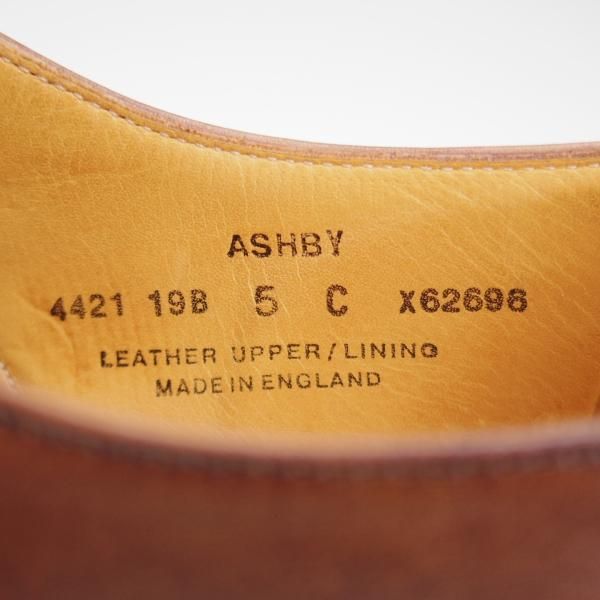 ASHBY
4421 19B 5 C X62696
LEATHER UPPER/LINING
MADE IN ENGLAND